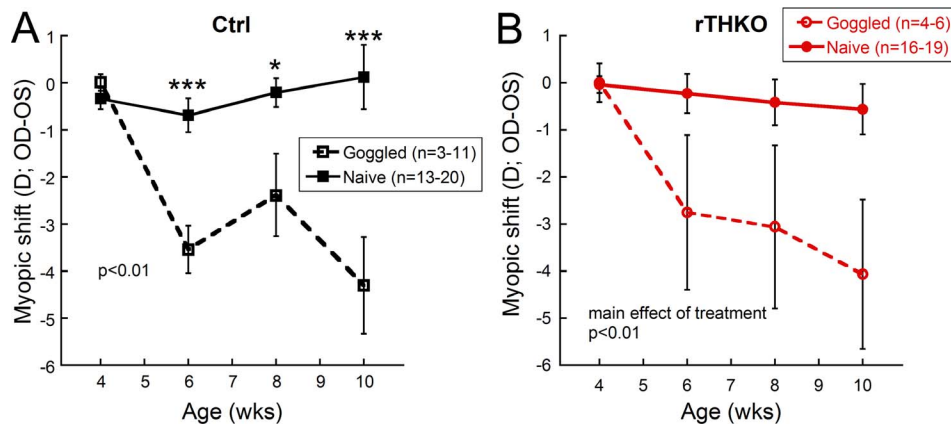 A
Ctrl
Myopic shift (D; OD-OS)
1
0
-1
-2
-3
-4
-5
-6
***
*
***
Goggled (n=3-11)
Naive (n=13-20)
p<0.01
4 5 6 7 8 9 10
Age (wks)
B
rTHKO
Goggled (n=4-6)
Naive (n=16-19)
Myopic shift (D; OD-OS)
1
0
-1
-2
-3
-4
-5
-6
main effect of treatment
p<0.01
4 5 6 7 8 9 10
Age (wks)